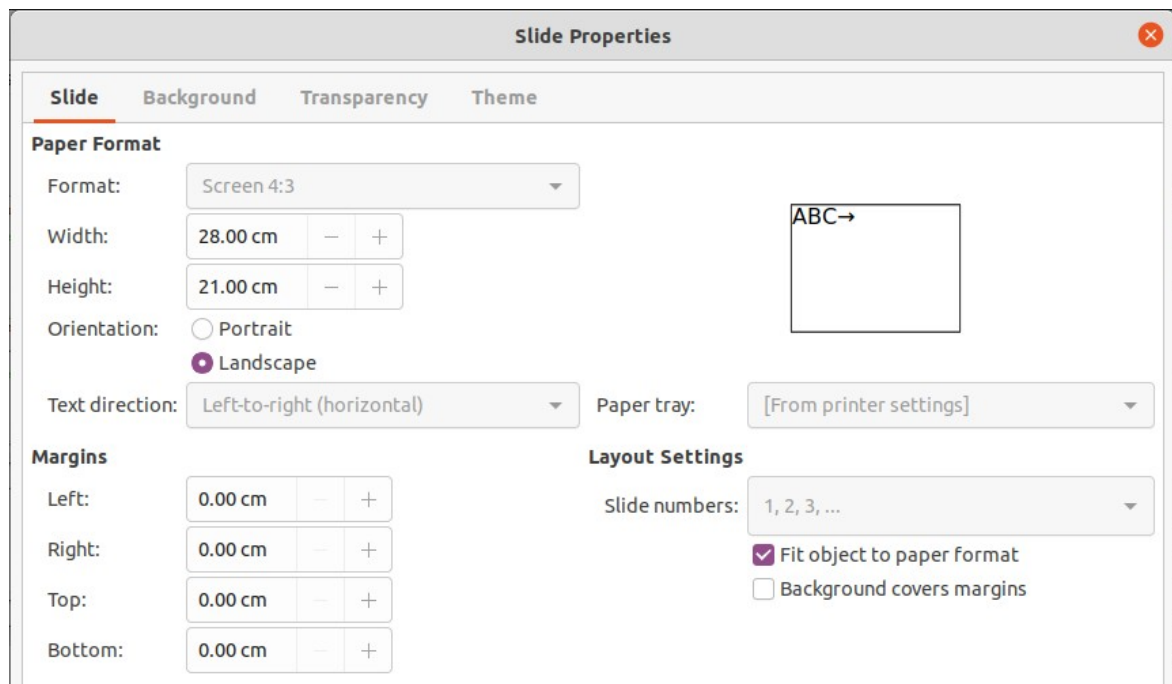 Slide Properties
Slide Background Transparency Theme
Paper Format
Format: Screen 4:3
Width: 28.00 cm
Height: 21.00 cm
Orientation: Portrait
Landscape
ABC→
Text direction: Left-to-right (horizontal)
Paper tray: [From printer settings]
Margins
Left: 0.00 cm
Right: 0.00 cm
Top: 0.00 cm
Bottom: 0.00 cm
Layout Settings
Slide numbers: 1, 2, 3, ...
Fit object to paper format
Background covers margins